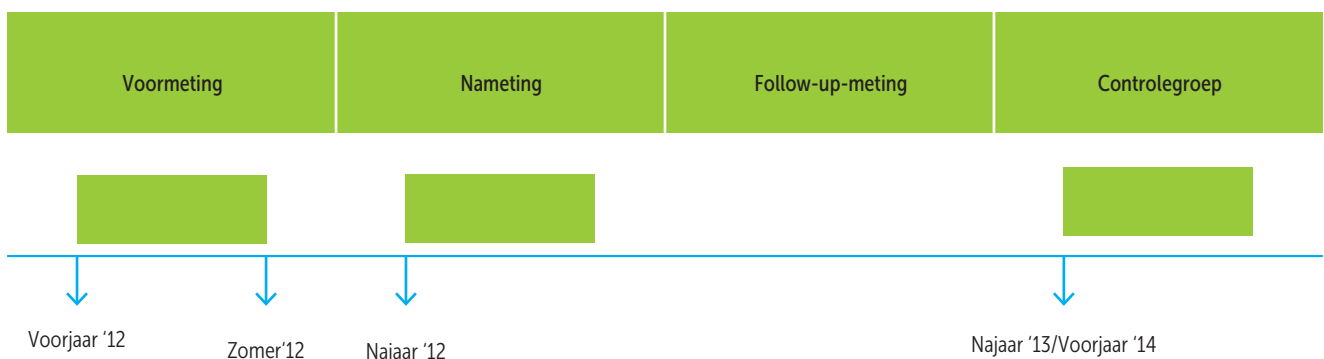 Voormeting
Nameting
Follow-up-meting
Controlegroep
Voorjaar ‘12
Zomer‘12
Najaar ‘12
Najaar ‘13/Voorjaar ‘14